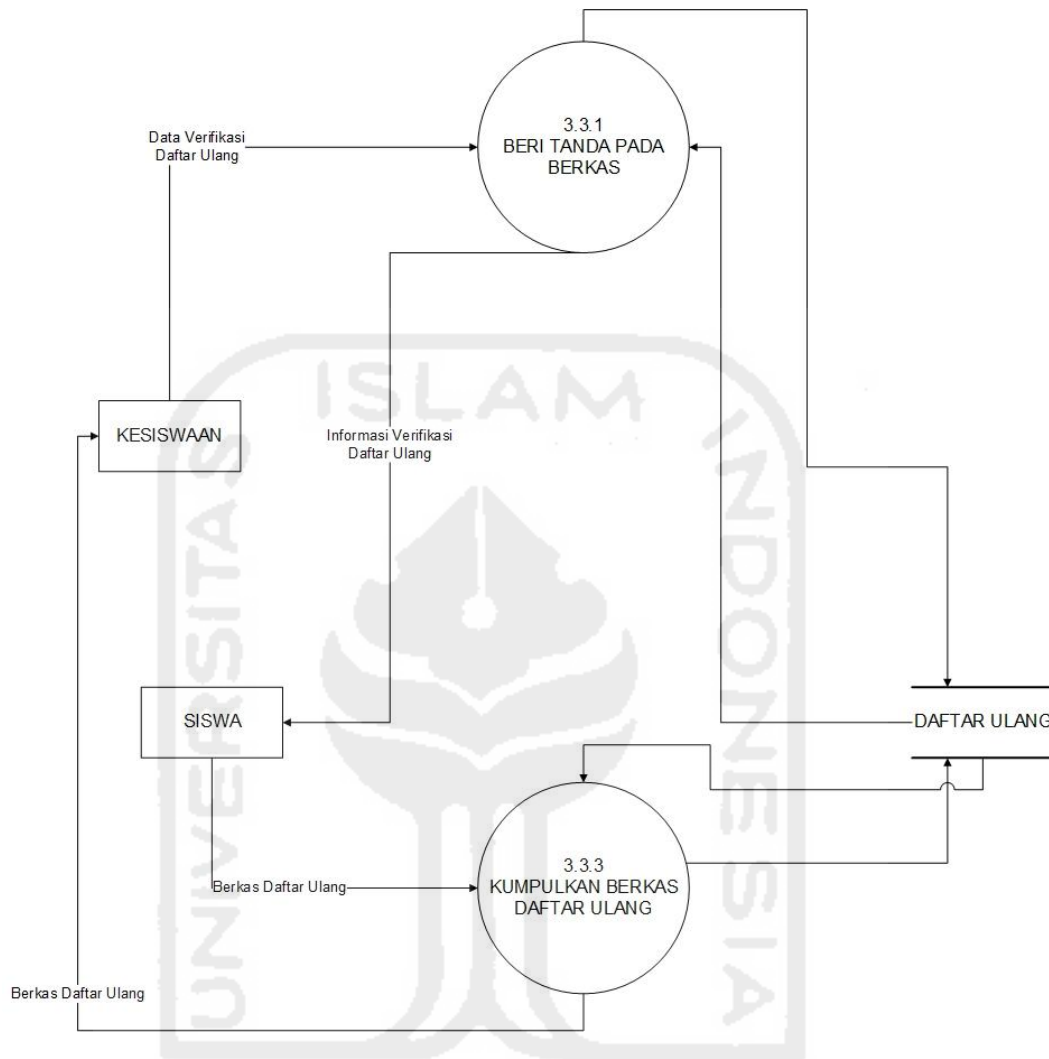 3.3.1
BERI TANDA PADA
BERKAS
Data Verifikasi
Daftar Ulang
KESISWAAN
Informasi Verifikasi
Daftar Ulang
SISWA
DAFTAR ULANG
3.3.3
KUMPULKAN BERKAS
DAFTAR ULANG
Berkas Daftar Ulang
Berkas Daftar Ulang
UNIVERSITAS
ISLAM
INDONESIA